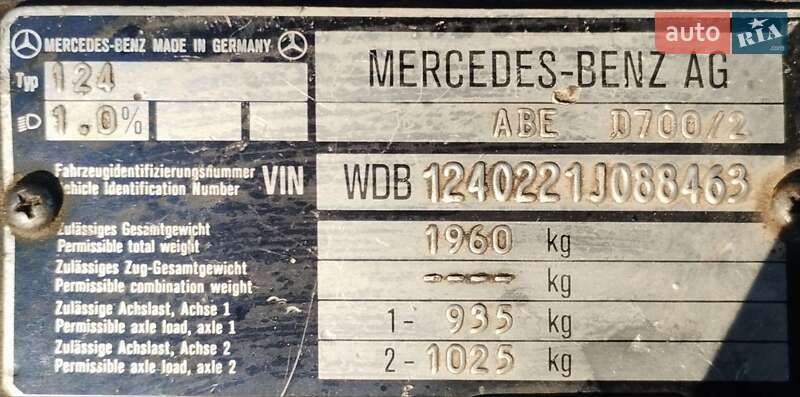 auto RIA.com
MERCEDES-BENZ MADE IN GERMANY
MERCEDES-BENZ AG
Typ 124
1.0%
ABE D700/2
Fahrzeugidentifizierungsnummer
Vehicle Identification Number
VIN WDB 1240221J088463
Zulässiges Gesamtgewicht
Permissible total weight
1960 kg
Zulässiges Zug-Gesamtgewicht
Permissible combination weight
---- kg
Zulässige Achslast, Achse 1
Permissible axle load, axle 1
1- 935 kg
Zulässige Achslast, Achse 2
Permissible axle load, axle 2
2- 1025 kg